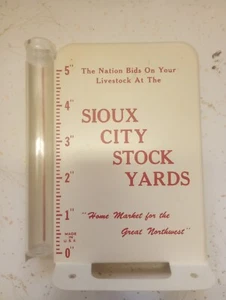 The Nation Bids On Your
Livestock At The
SIOUX
CITY
STOCK
YARDS
"Home Market for the
Great Northwest"
5"
4"
3"
2"
1"
MADE
IN
U.S.A
0"